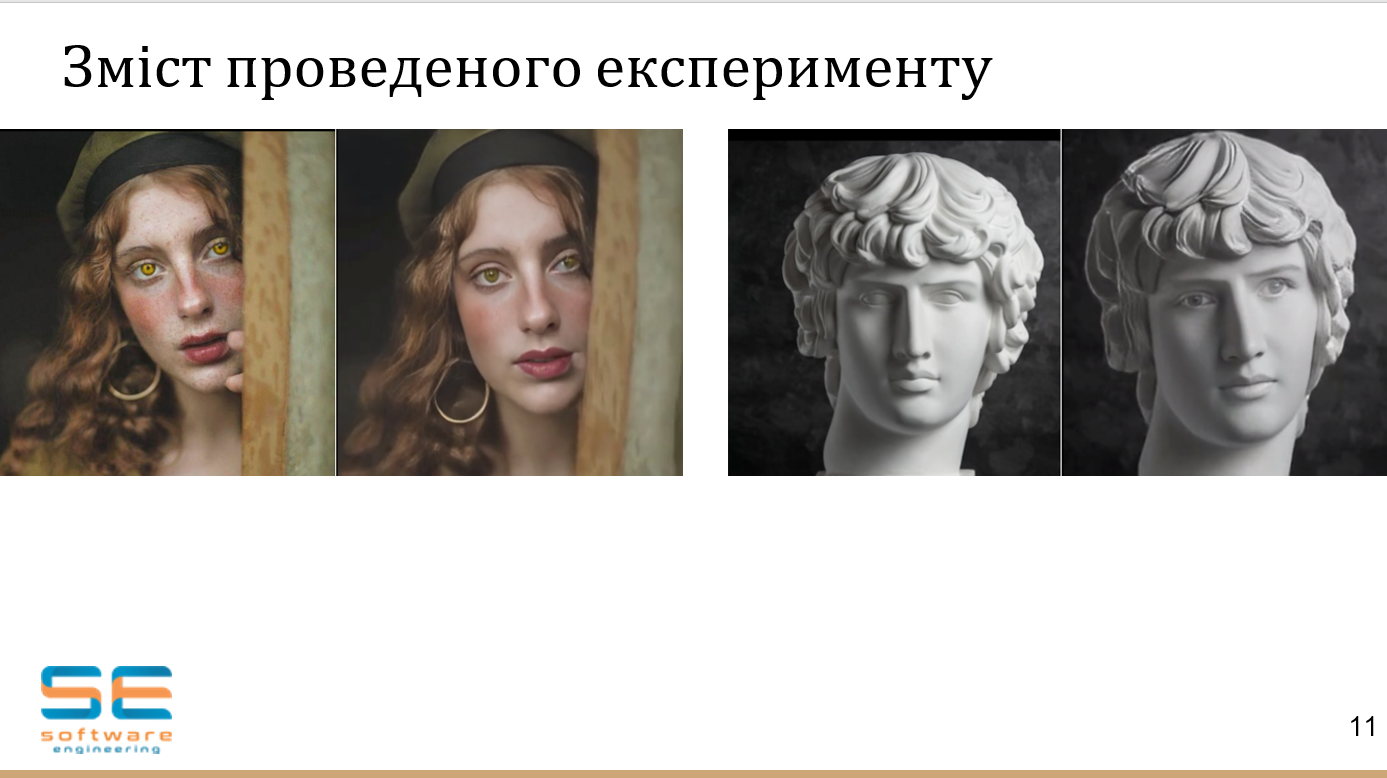 Зміст проведеного експерименту
SE
software
engineering
11